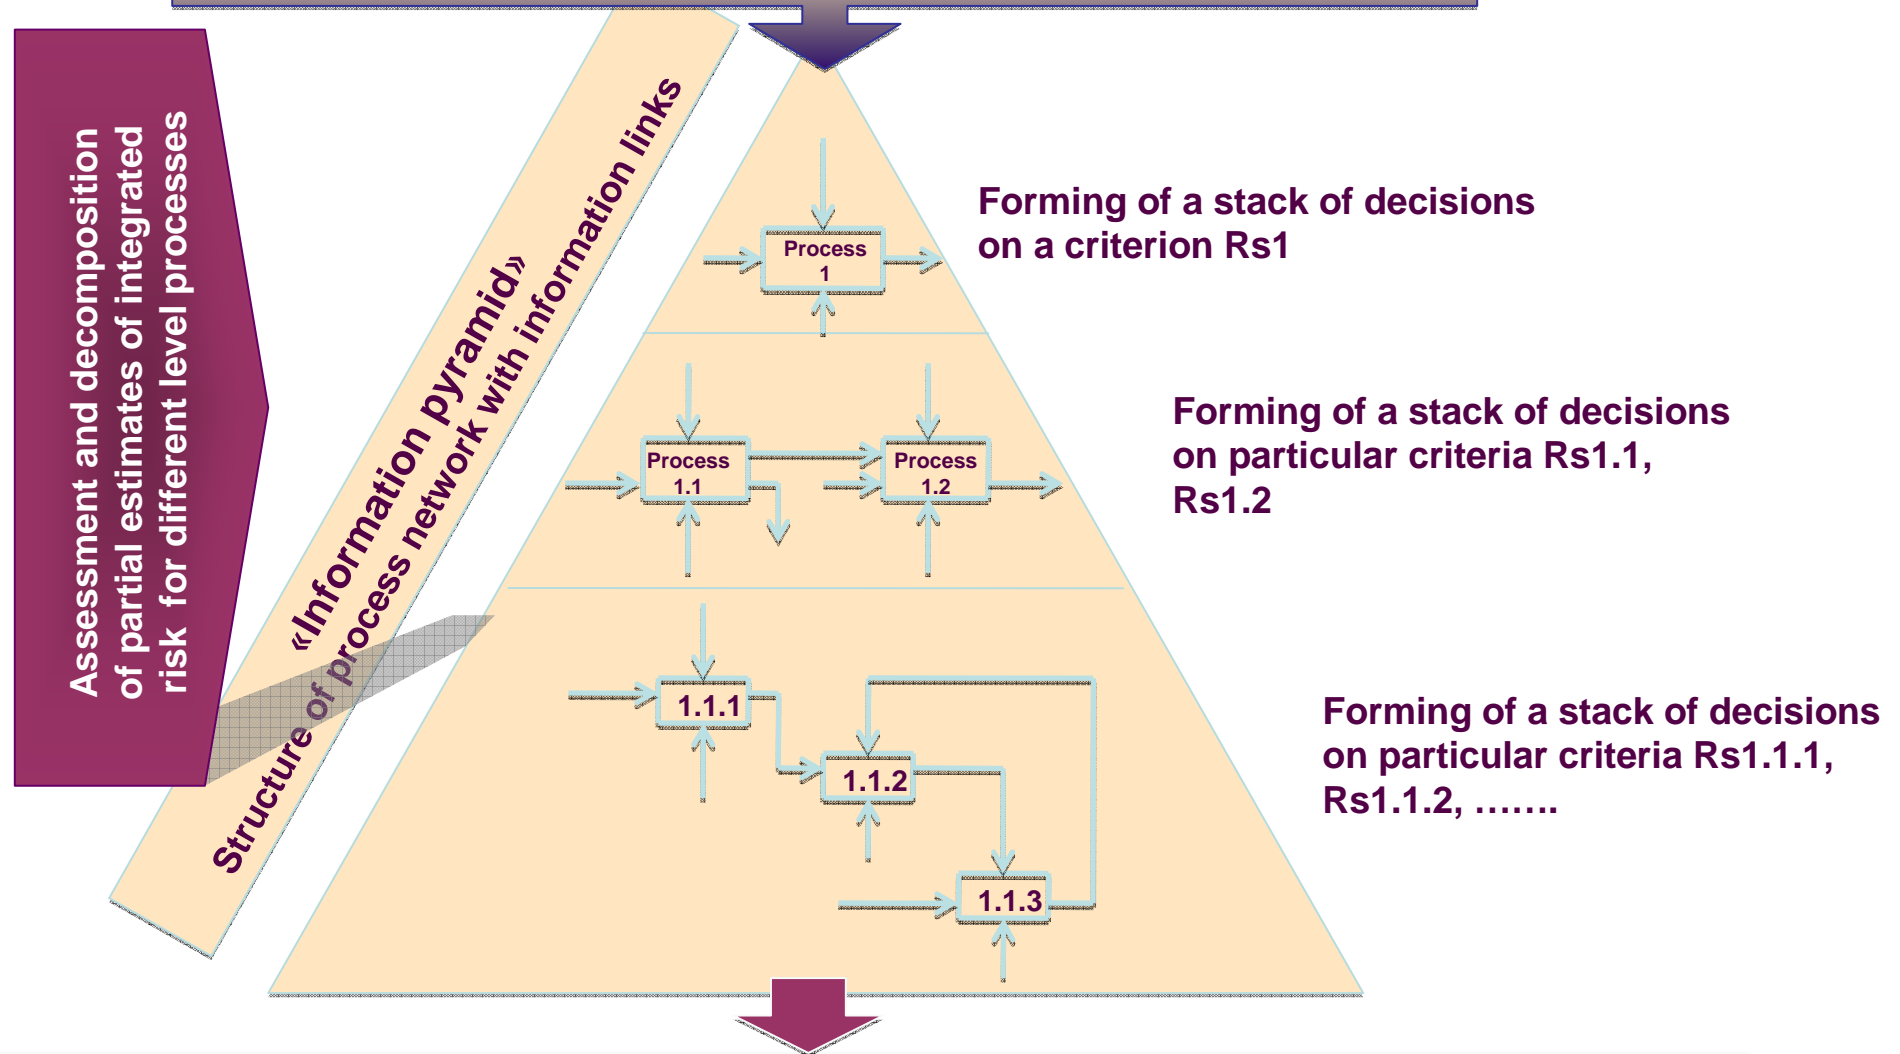 Assessment and decomposition
of partial estimates of integrated
risk for different level processes
«Information pyramid»
Structure of process network with information links
Process
1
Forming of a stack of decisions
on a criterion Rs1
Process
1.1
Process
1.2
Forming of a stack of decisions
on particular criteria Rs1.1,
Rs1.2
1.1.1
1.1.2
1.1.3
Forming of a stack of decisions
on particular criteria Rs1.1.1,
Rs1.1.2, …….